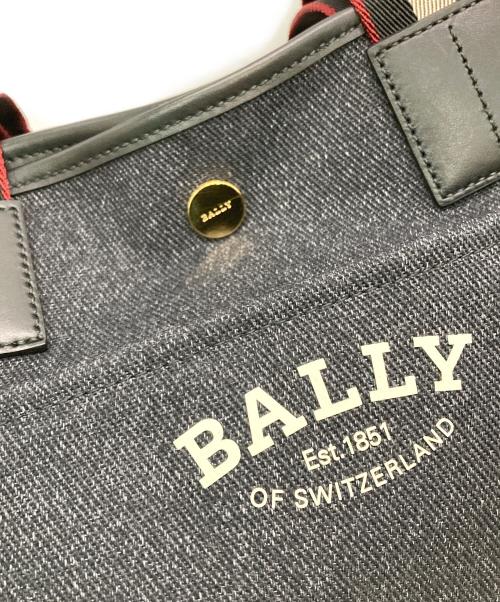 BALLY
BALLY
Est.1851
OF SWITZERLAND